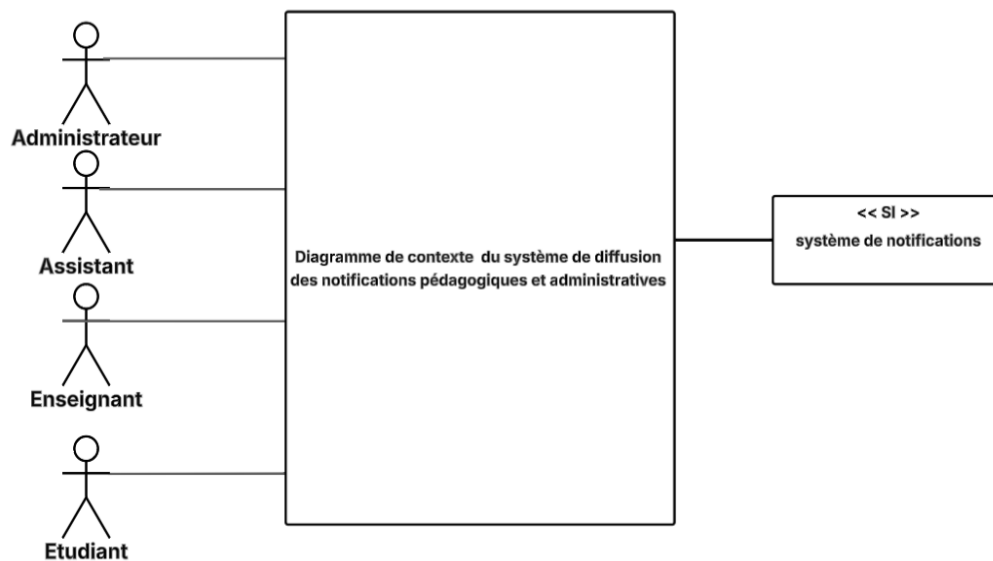 Administrateur
Assistant
Enseignant
Etudiant
Diagramme de contexte du système de diffusion
des notifications pédagogiques et administratives
<< SI >>
système de notifications